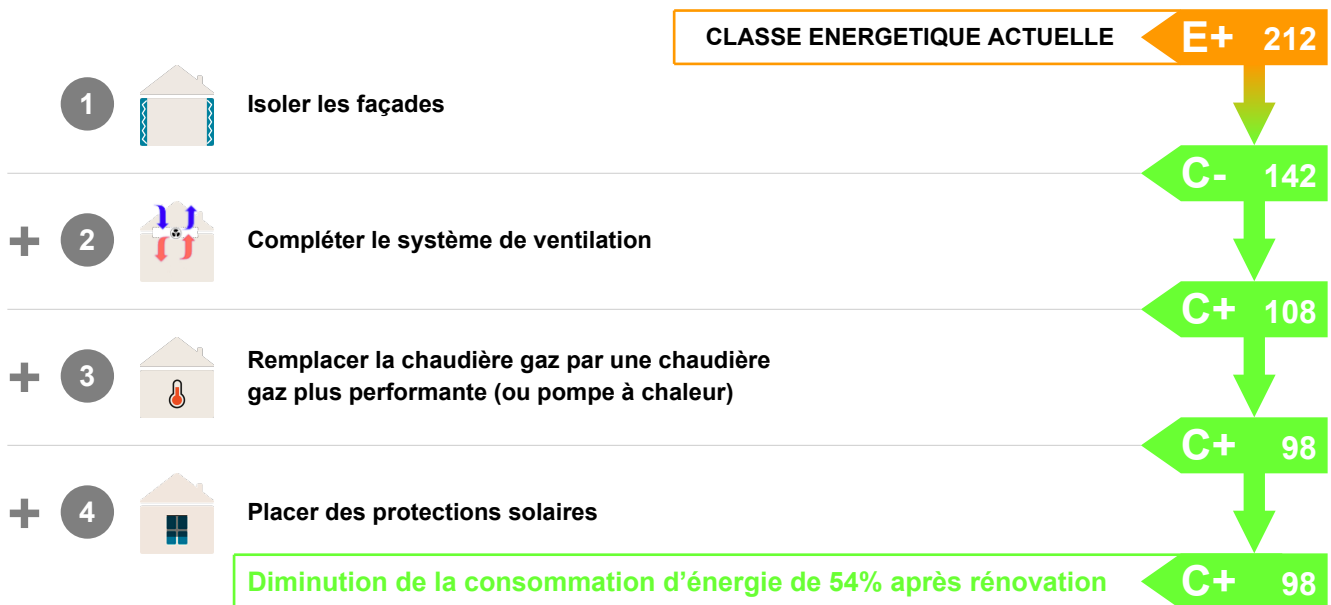 CLASSE ENERGETIQUE ACTUELLE E+ 212
1 Isoler les façades
C- 142
+ 2 Compléter le système de ventilation
C+ 108
+ 3 Remplacer la chaudière gaz par une chaudière
gaz plus performante (ou pompe à chaleur)
C+ 98
+ 4 Placer des protections solaires
Diminution de la consommation d’énergie de 54% après rénovation C+ 98